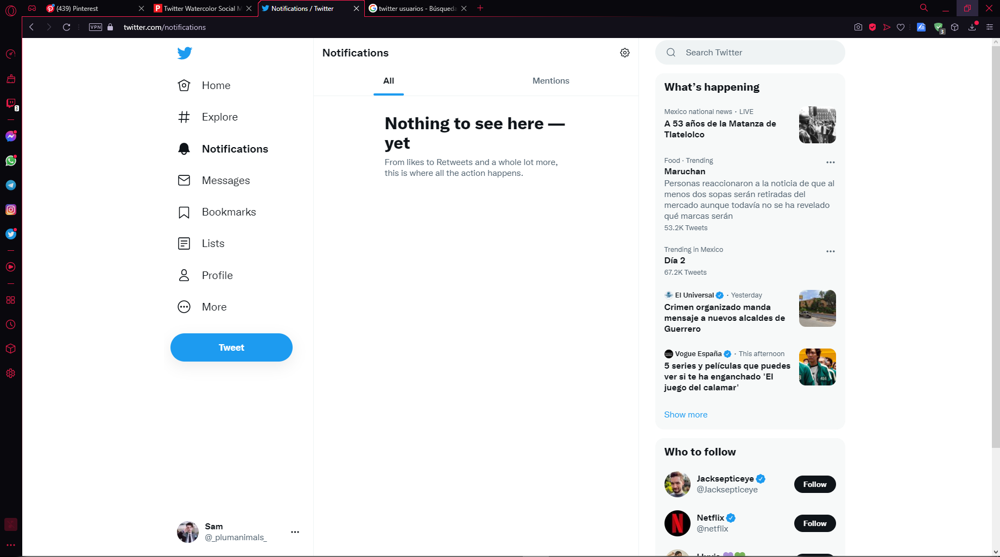 (439) Pinterest
Twitter Watercolor Social M
Notifications / Twitter
twitter usuarios - Búsqueda
VPN
twitter.com/notifications
3
3
Home
Explore
Notifications
Messages
Bookmarks
Lists
Profile
More
Tweet
Sam
@_plumanimals_
Notifications
All
Mentions
Nothing to see here —
yet
From likes to Retweets and a whole lot more,
this is where all the action happens.
Search Twitter
What's happening
Mexico national news · LIVE
A 53 años de la Matanza de
Tlatelolco
Food · Trending
Maruchan
Personas reaccionaron a la noticia de que al
menos dos sopas serán retiradas del
mercado aunque todavía no se ha revelado
qué marcas serán
53.2K Tweets
Trending in Mexico
Día 2
67.2K Tweets
El Universal · Yesterday
Crimen organizado manda
mensaje a nuevos alcaldes de
Guerrero
Vogue España · This afternoon
5 series y películas que puedes
ver si te ha enganchado 'El
juego del calamar'
456
Show more
Who to follow
Jacksepticeye
@Jacksepticeye
Follow
Netflix
@netflix
Follow